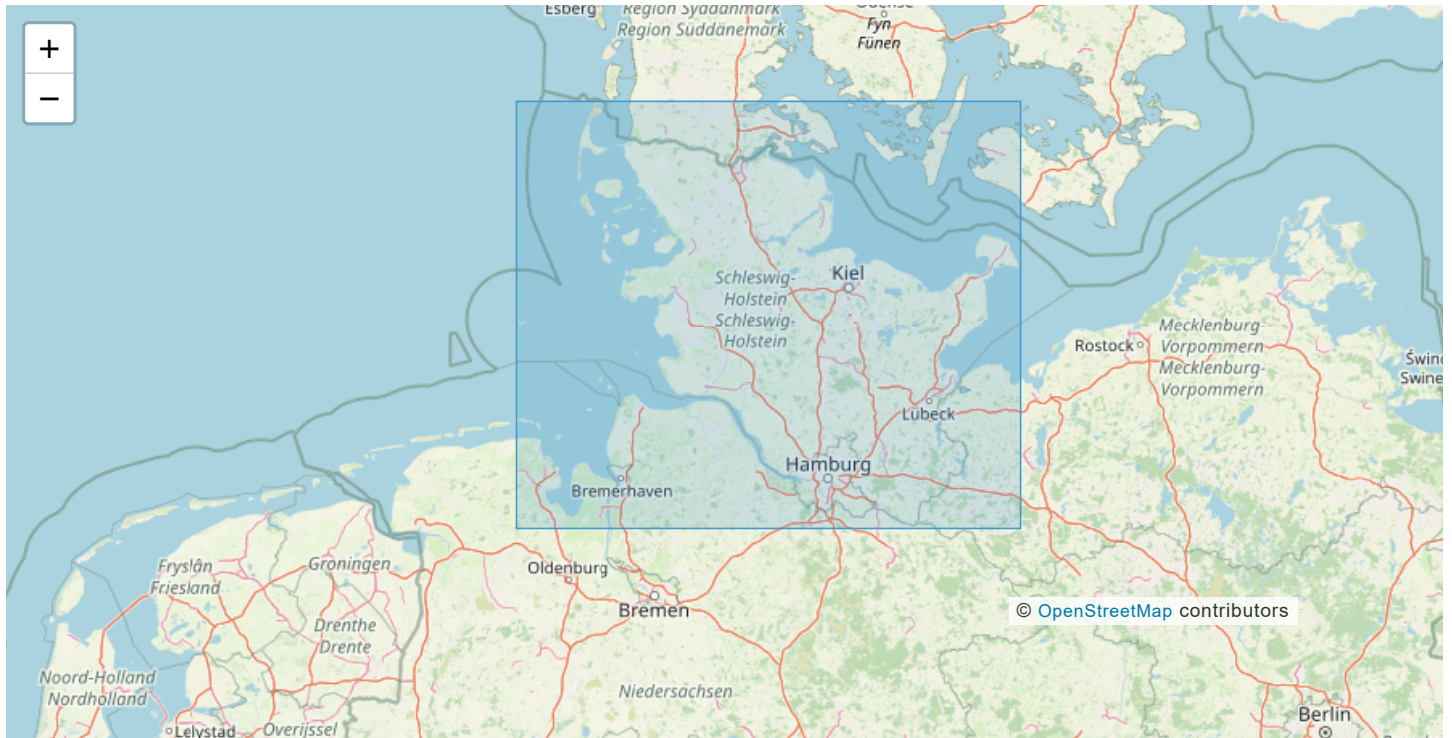 +
−
Esberg
Region Syddanmark
Region Süddänemark
Odense
Fyn
Fünen
Schleswig-
Holstein
Schleswig-
Holstein
Kiel
Mecklenburg-
Vorpommern
Mecklenburg-
Vorpommern
Rostock
Lübeck
Hamburg
Bremerhaven
Fryslân
Friesland
Groningen
Oldenburg
Bremen
Drenthe
Drente
© OpenStreetMap contributors
Noord-Holland
Nordholland
Niedersachsen
Overijssel
Lelystad
Berlin